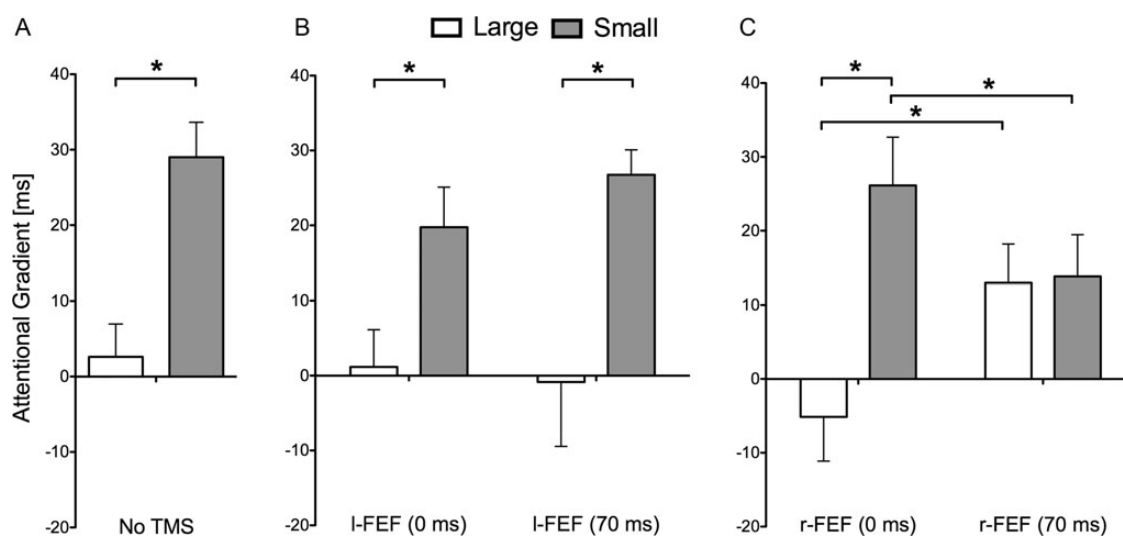 A
B
C
Large
Small
*
*
*
*
*
*
Attentional Gradient [ms]
40
30
20
10
0
-10
-20
No TMS
40
30
20
10
0
-10
-20
l-FEF (0 ms)
l-FEF (70 ms)
40
30
20
10
0
-10
-20
r-FEF (0 ms)
r-FEF (70 ms)